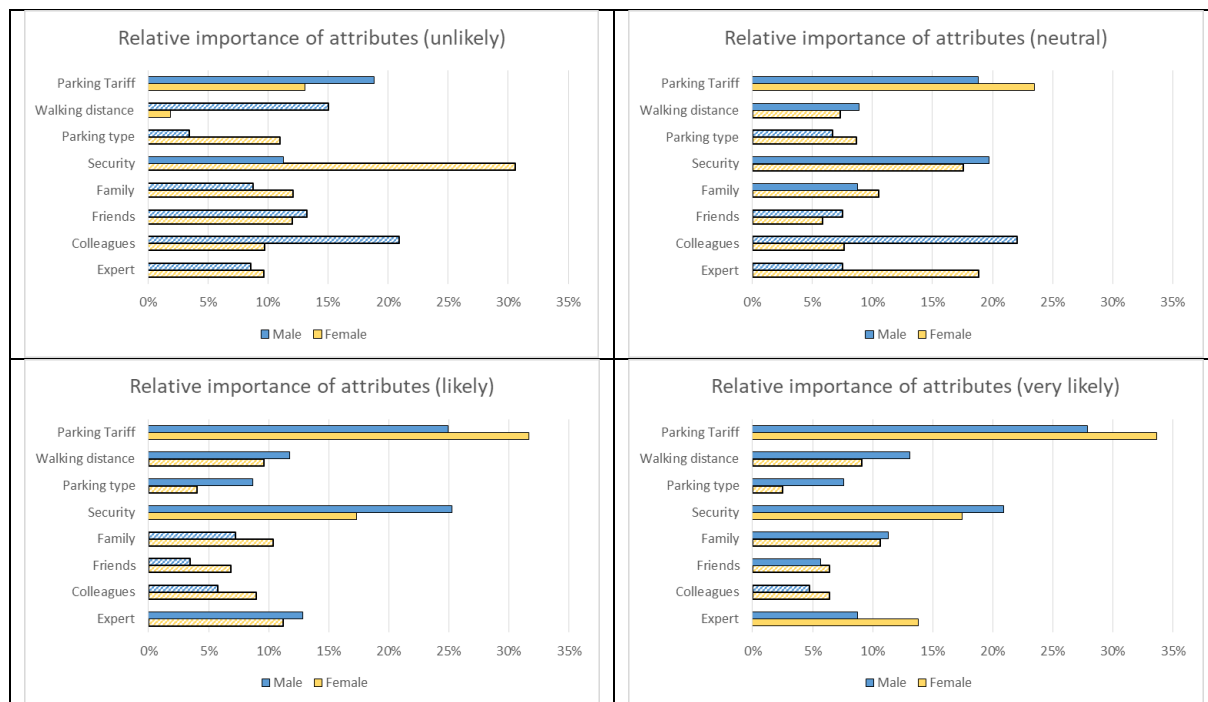 Relative importance of attributes (unlikely)
Parking Tariff
Walking distance
Parking type
Security
Family
Friends
Colleagues
Expert
0% 5% 10% 15% 20% 25% 30% 35%
Male Female
Relative importance of attributes (neutral)
Parking Tariff
Walking distance
Parking type
Security
Family
Friends
Colleagues
Expert
0% 5% 10% 15% 20% 25% 30% 35%
Male Female
Relative importance of attributes (likely)
Parking Tariff
Walking distance
Parking type
Security
Family
Friends
Colleagues
Expert
0% 5% 10% 15% 20% 25% 30% 35%
Male Female
Relative importance of attributes (very likely)
Parking Tariff
Walking distance
Parking type
Security
Family
Friends
Colleagues
Expert
0% 5% 10% 15% 20% 25% 30% 35%
Male Female